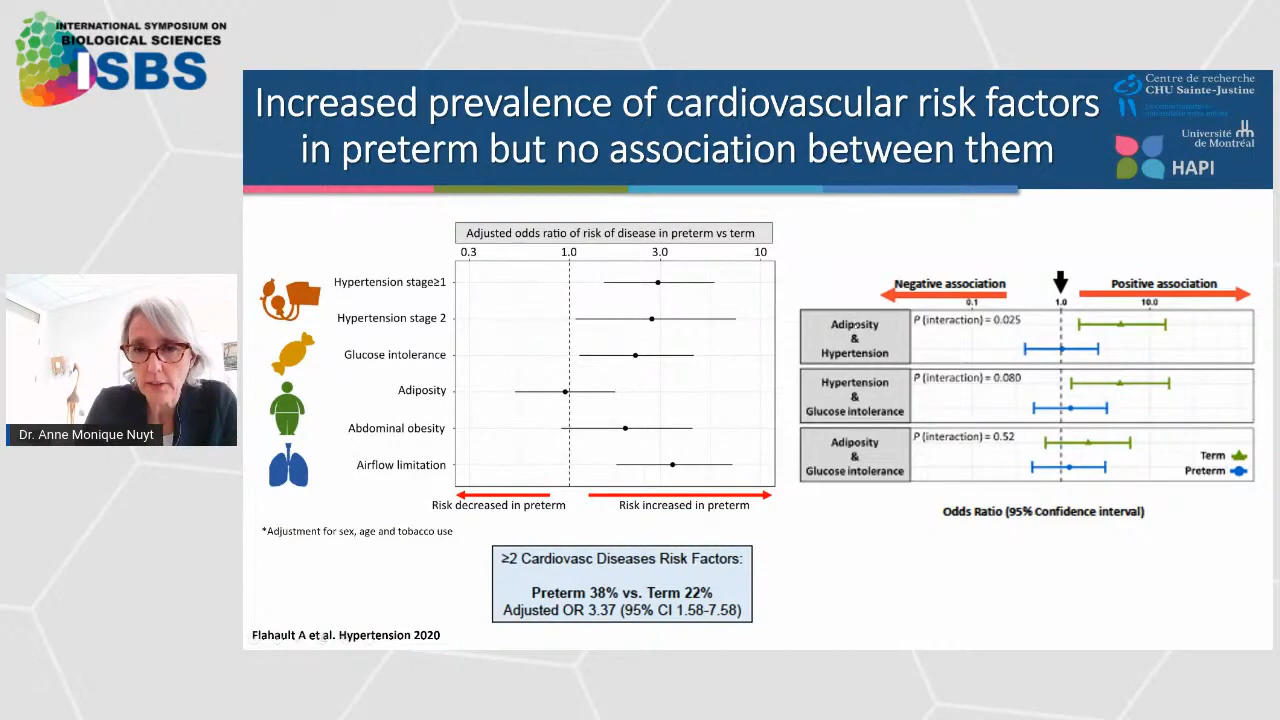 INTERNATIONAL SYMPOSIUM ON
BIOLOGICAL SCIENCES
ISBS
Increased prevalence of cardiovascular risk factors
in preterm but no association between them
Centre de recherche
CHU Sainte-Justine
Université
de Montréal
HAPI
Adjusted odds ratio of risk of disease in preterm vs term
0.3 1.0 3.0 10
Hypertension stage≥1
Hypertension stage 2
Glucose intolerance
Adiposity
Abdominal obesity
Airflow limitation
Risk decreased in preterm Risk increased in preterm
*Adjustment for sex, age and tobacco use
Negative association Positive association
0.1 1.0 10.0
Adiposity
&
Hypertension
P (interaction) = 0.025
Hypertension
&
Glucose intolerance
P (interaction) = 0.080
Adiposity
&
Glucose intolerance
P (interaction) = 0.52
Term
Preterm
Odds Ratio (95% Confidence interval)
≥2 Cardiovasc Diseases Risk Factors:
Preterm 38% vs. Term 22%
Adjusted OR 3.37 (95% CI 1.58-7.58)
Flahault A et al. Hypertension 2020
Dr. Anne Monique Nuyt